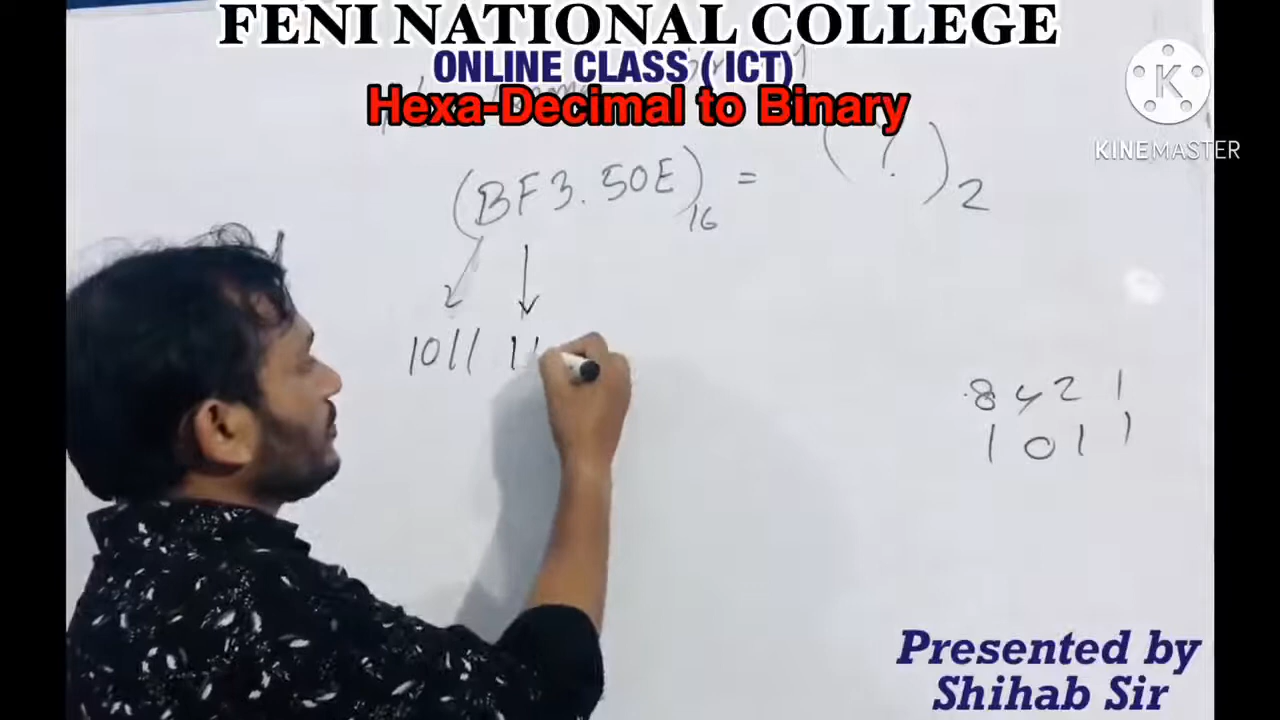 FENI NATIONAL COLLEGE
ONLINE CLASS ( ICT)
Hexa-Decimal to Binary
K
KINEMASTER
(BF3.50E)16 = (?)2
1011 11
8 4 2 1
1 0 1 1
Presented by
Shihab Sir